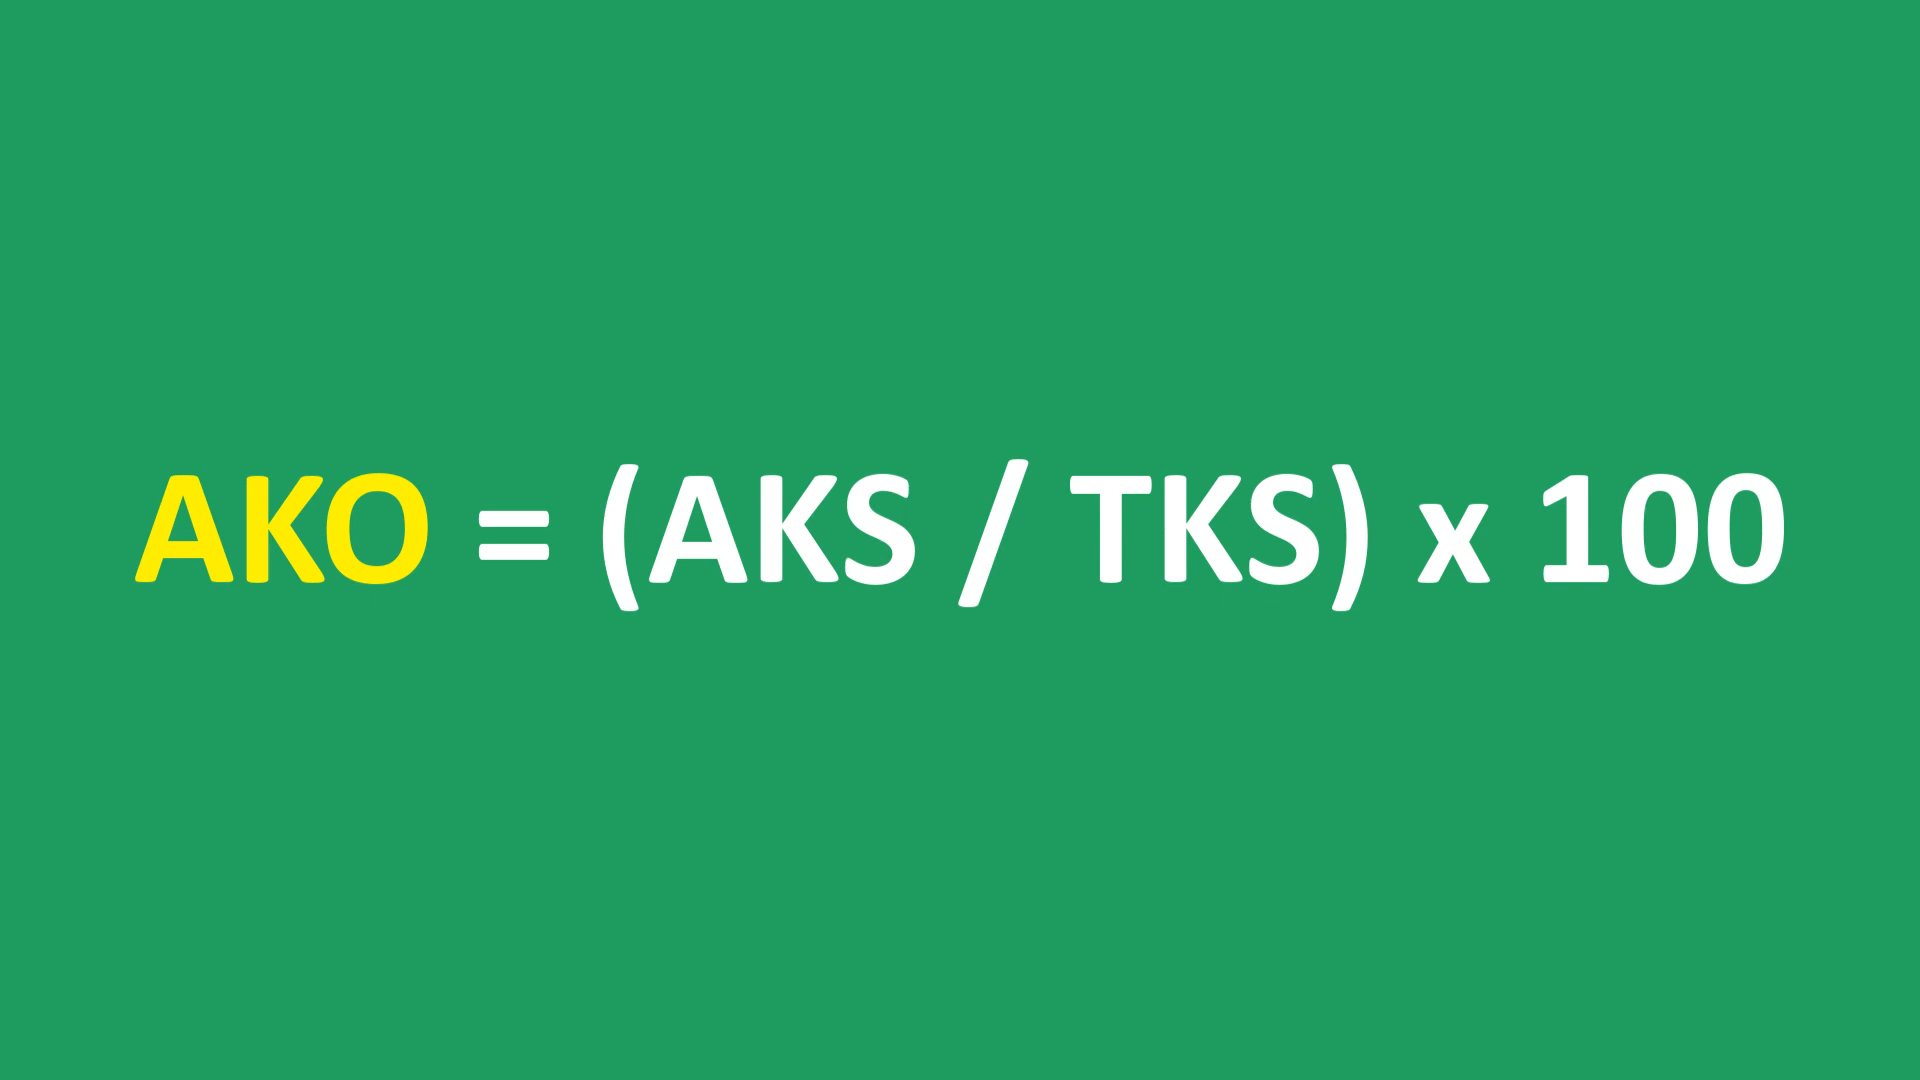 AKO = (AKS / TKS) x 100